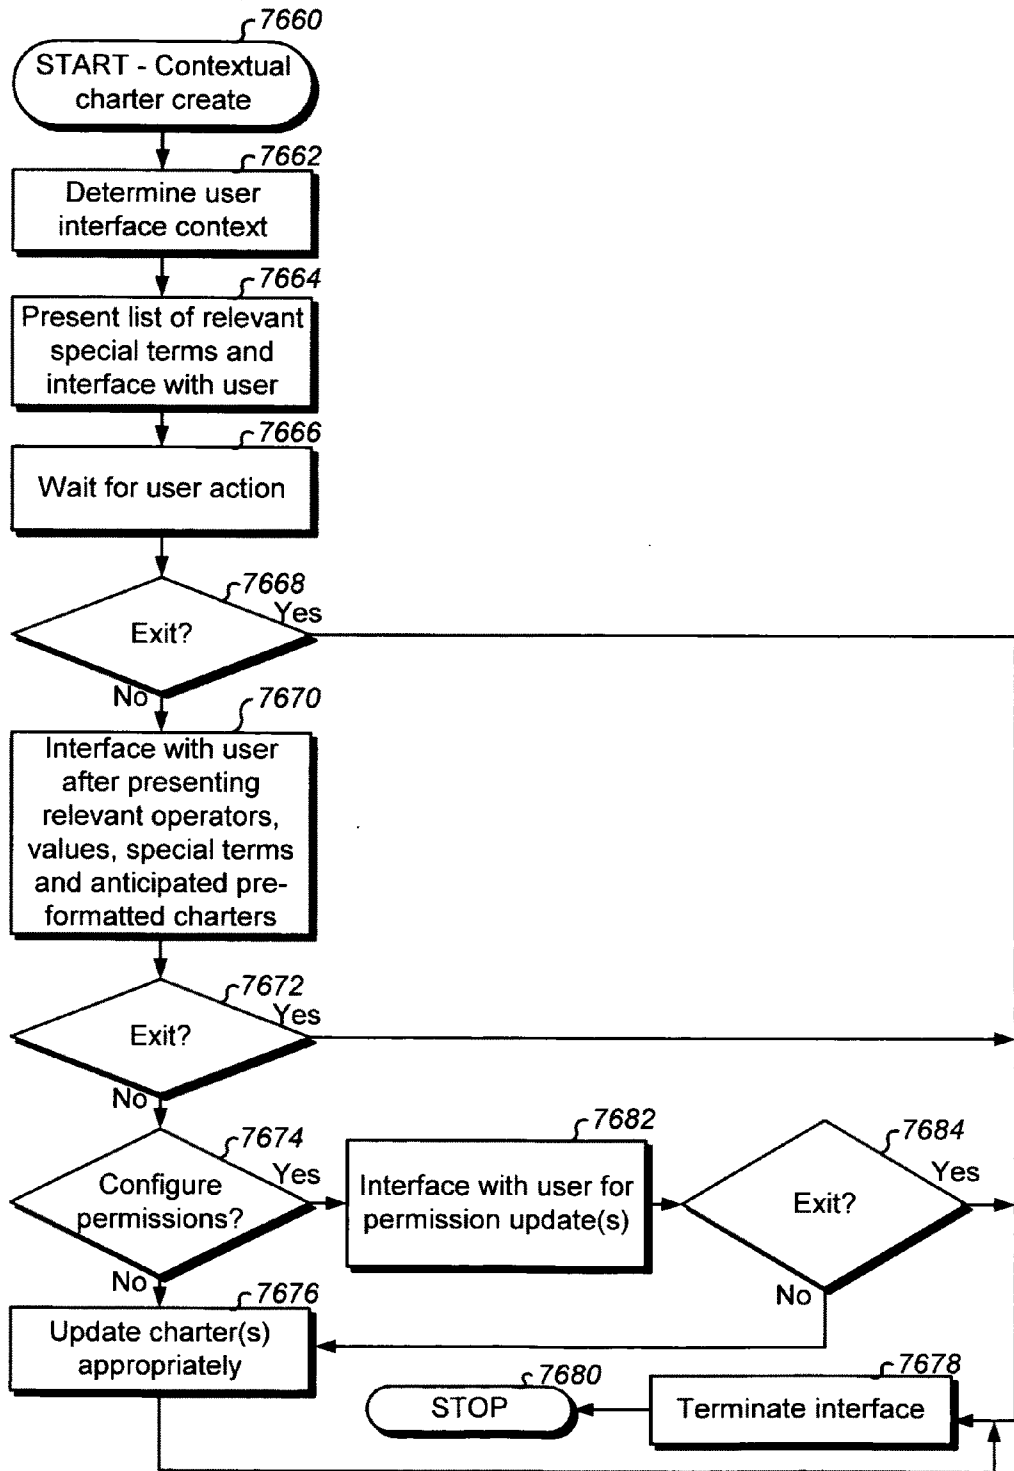 7660
START - Contextual
charter create
7662
Determine user
interface context
7664
Present list of relevant
special terms and
interface with user
7666
Wait for user action
7668
Yes
Exit?
No
7670
Interface with user
after presenting
relevant operators,
values, special terms
and anticipated pre-
formatted charters
7672
Yes
Exit?
No
7674
Yes
Configure
permissions?
No
7682
Interface with user for
permission update(s)
7684
Yes
Exit?
No
7676
Update charter(s)
appropriately
7680
STOP
7678
Terminate interface